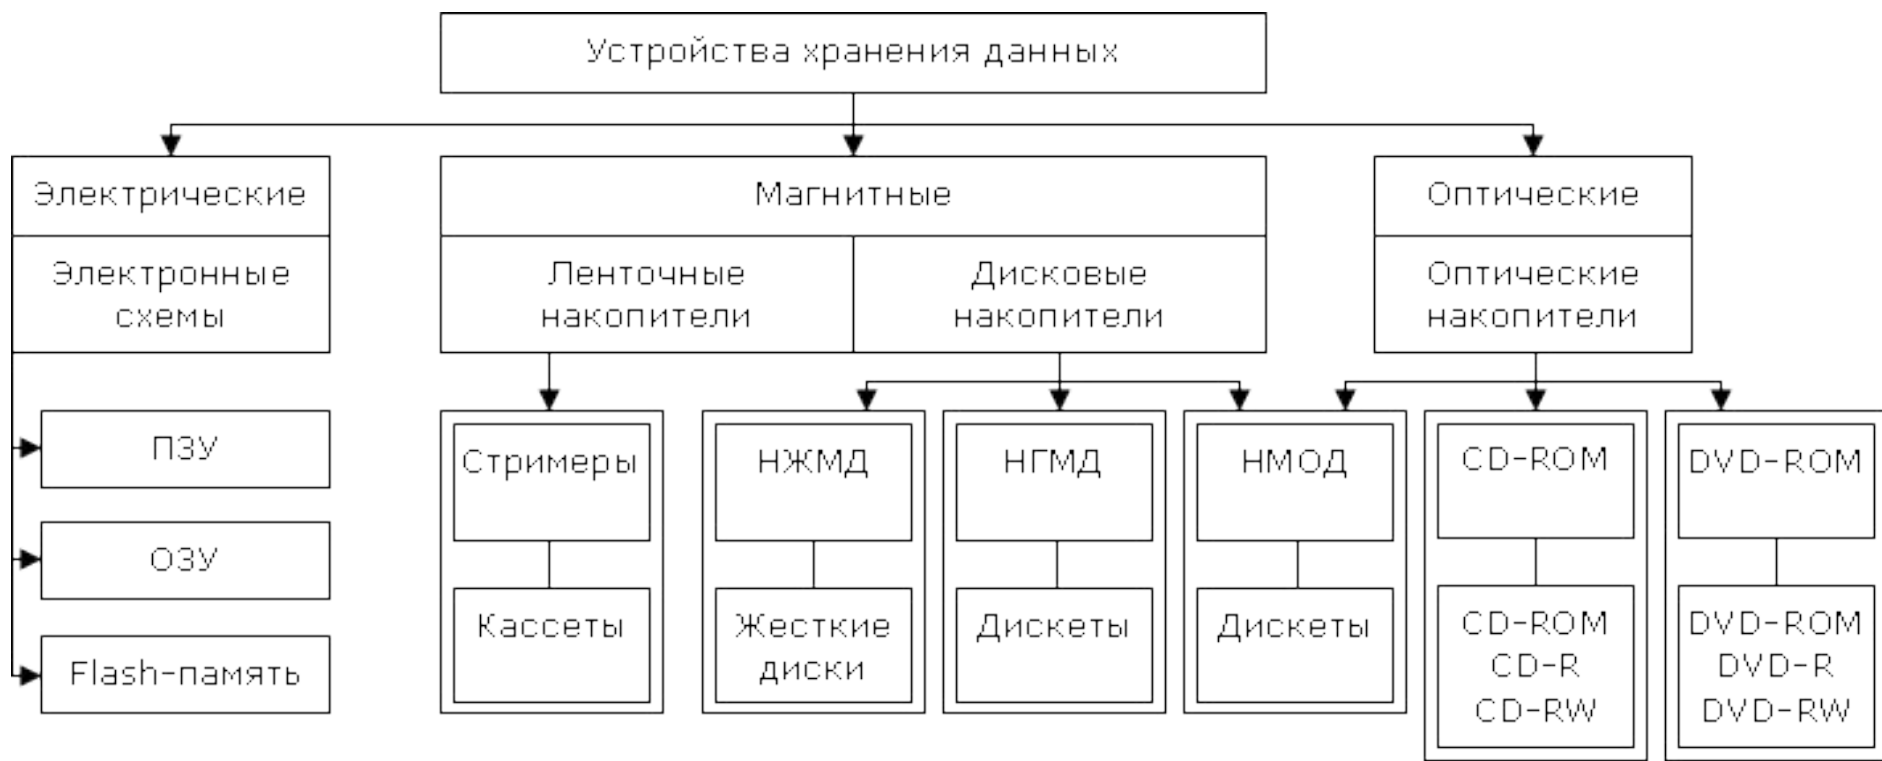 Устройства хранения данных
Электрические
Магнитные
Оптические
Электронные
схемы
Ленточные
накопители
Дисковые
накопители
Оптические
накопители
ПЗУ
ОЗУ
Flash-память
Стримеры
Кассеты
НЖМД
Жесткие
диски
НГМД
Дискеты
НМОД
Дискеты
CD-ROM
CD-ROM
CD-R
CD-RW
DVD-ROM
DVD-ROM
DVD-R
DVD-RW